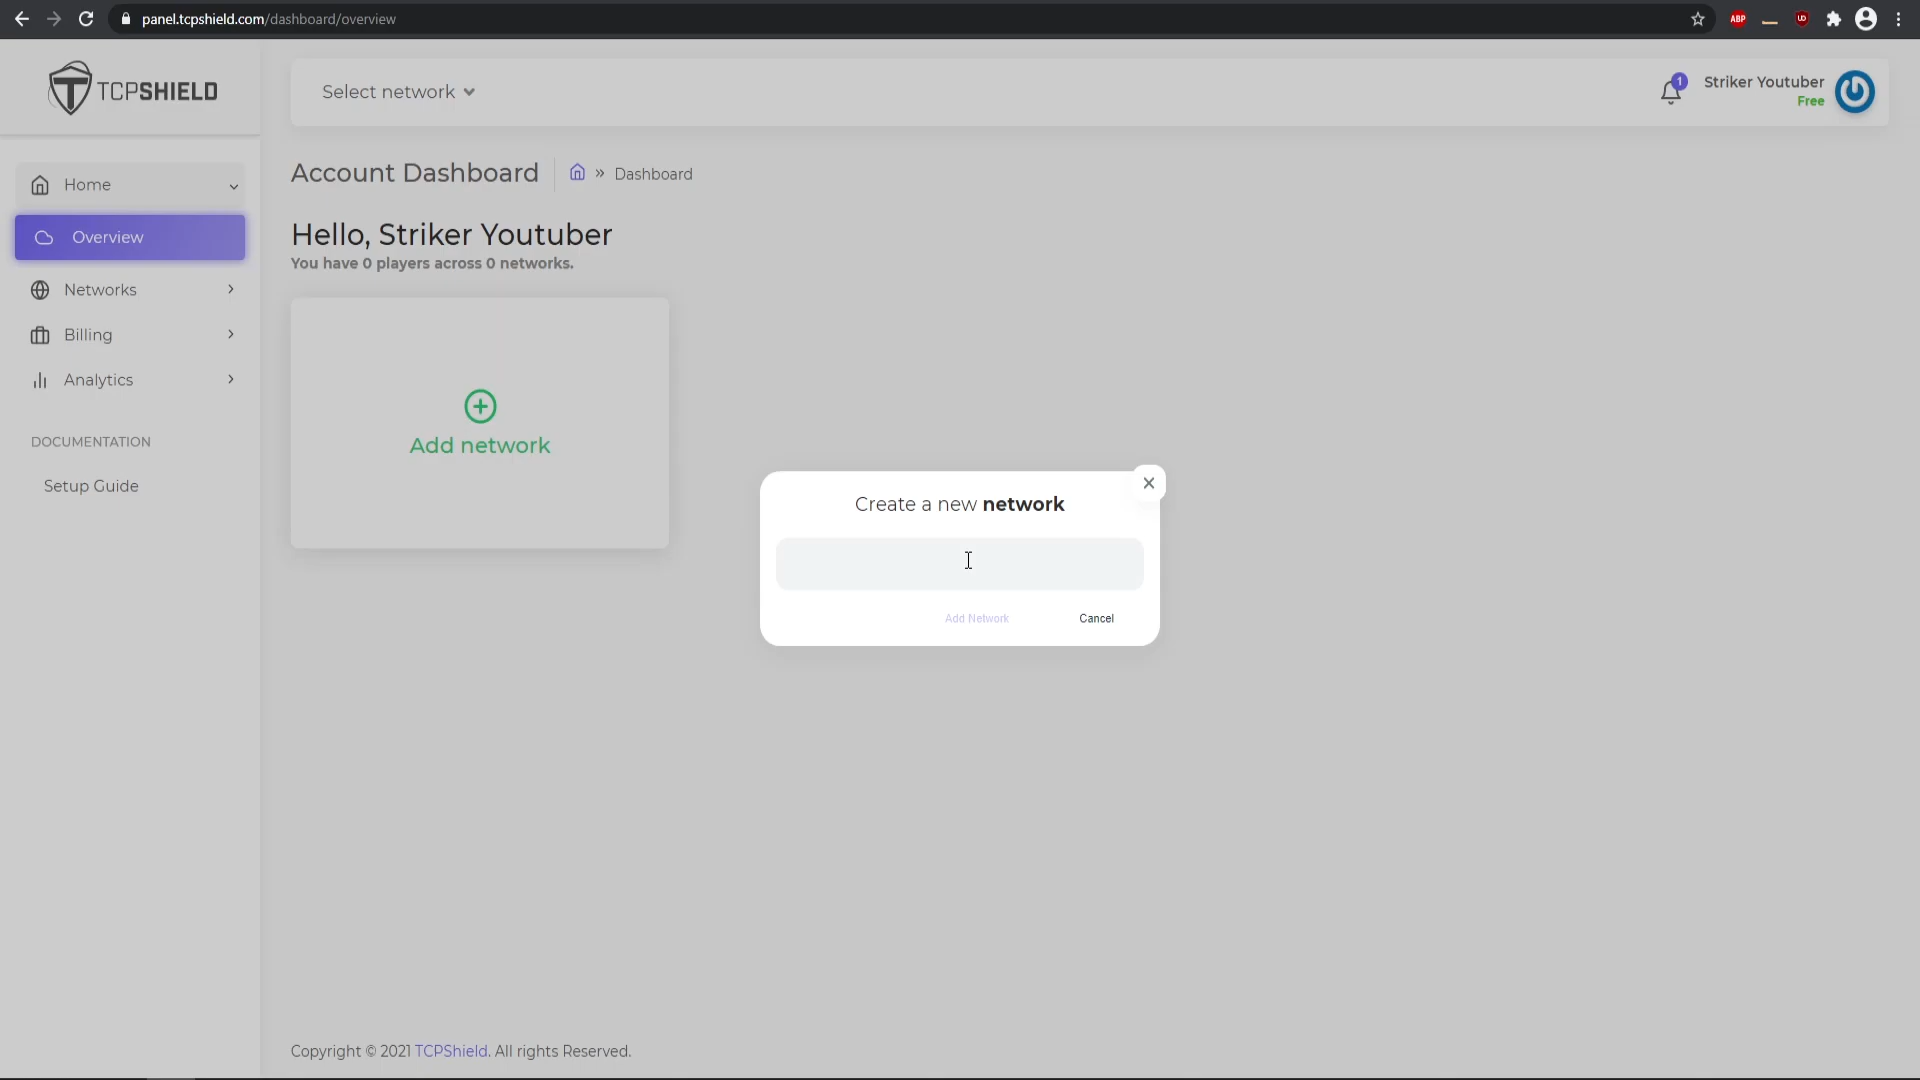 panel.tcpshield.com/dashboard/overview
ABP
UO
TCPSHIELD
Select network
1
Striker Youtuber
Free
Account Dashboard
» Dashboard
Home
Overview
Networks
Billing
Analytics
DOCUMENTATION
Setup Guide
Hello, Striker Youtuber
You have 0 players across 0 networks.
Add network
Create a new network
Add Network
Cancel
Copyright © 2021 TCPShield. All rights Reserved.